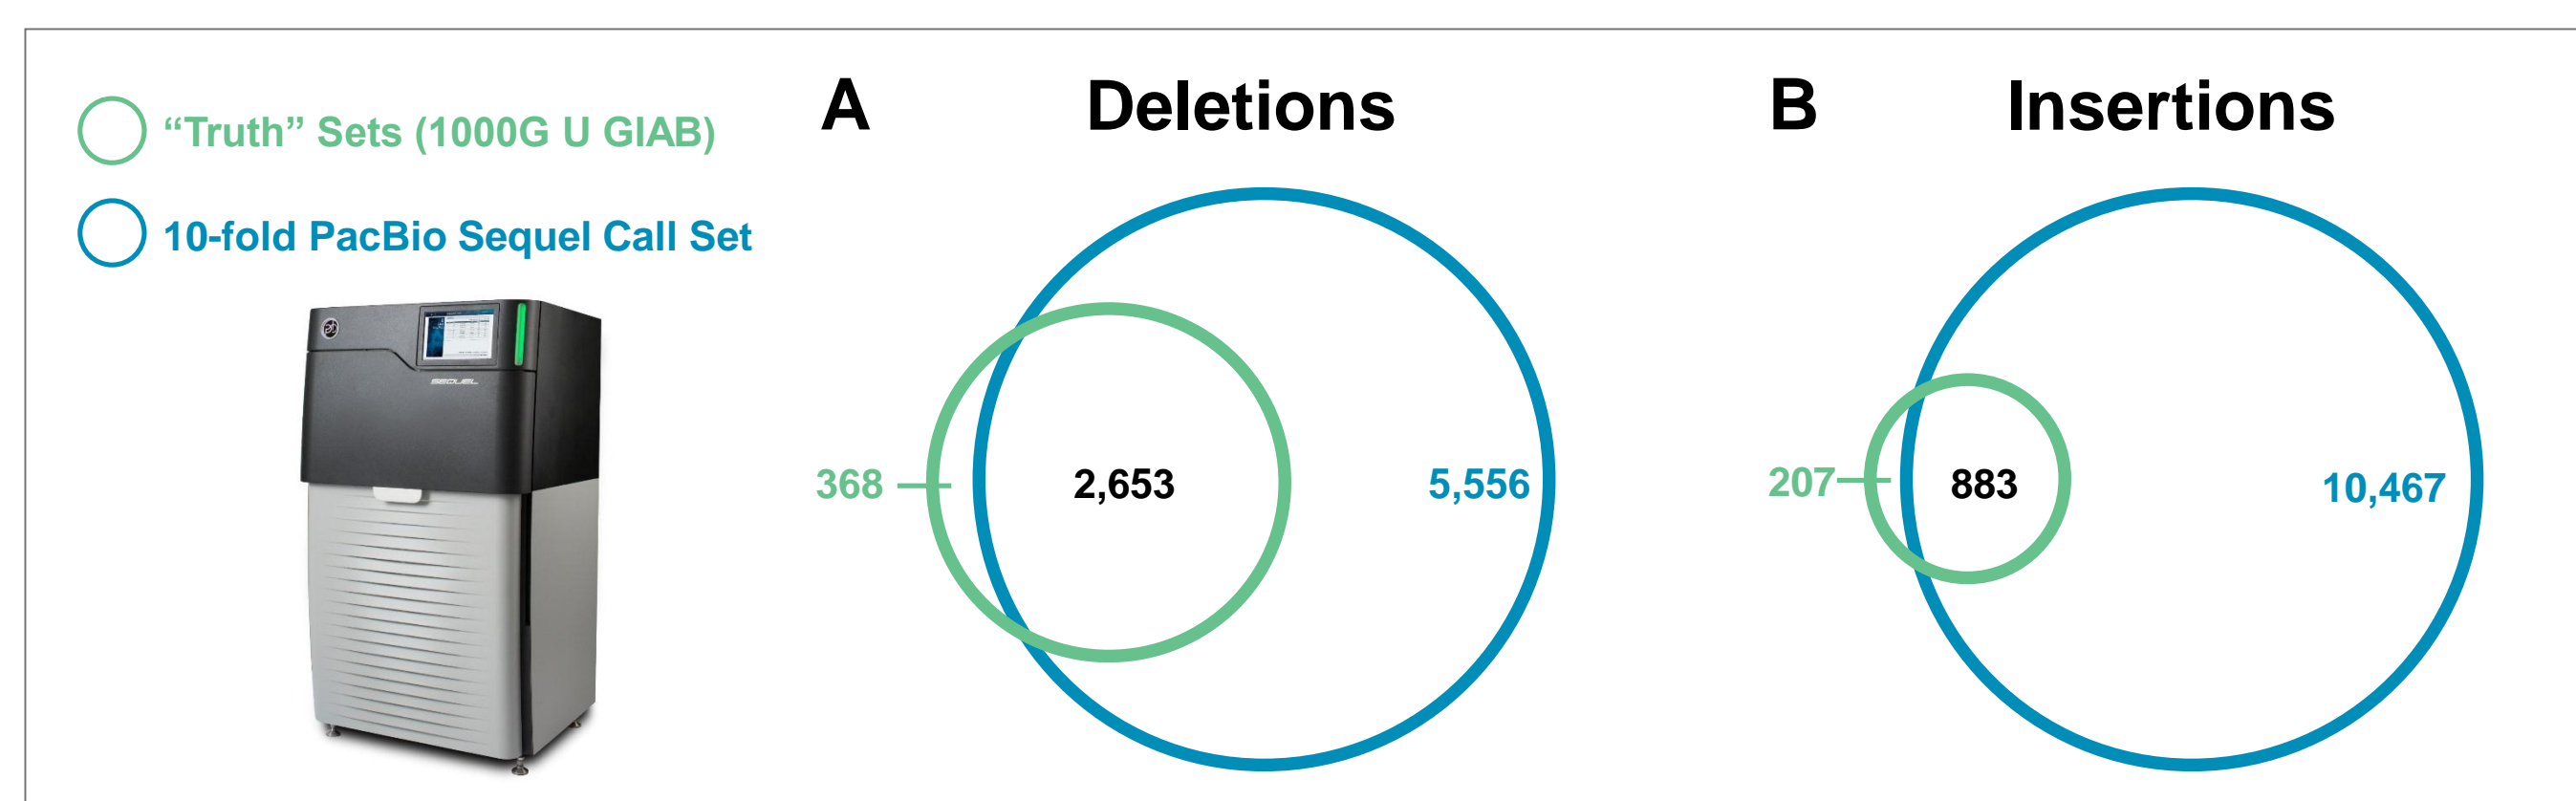 “Truth” Sets (1000G U GIAB)
10-fold PacBio Sequel Call Set
SEQUEL
A
Deletions
368
2,653
5,556
B
Insertions
207
883
10,467